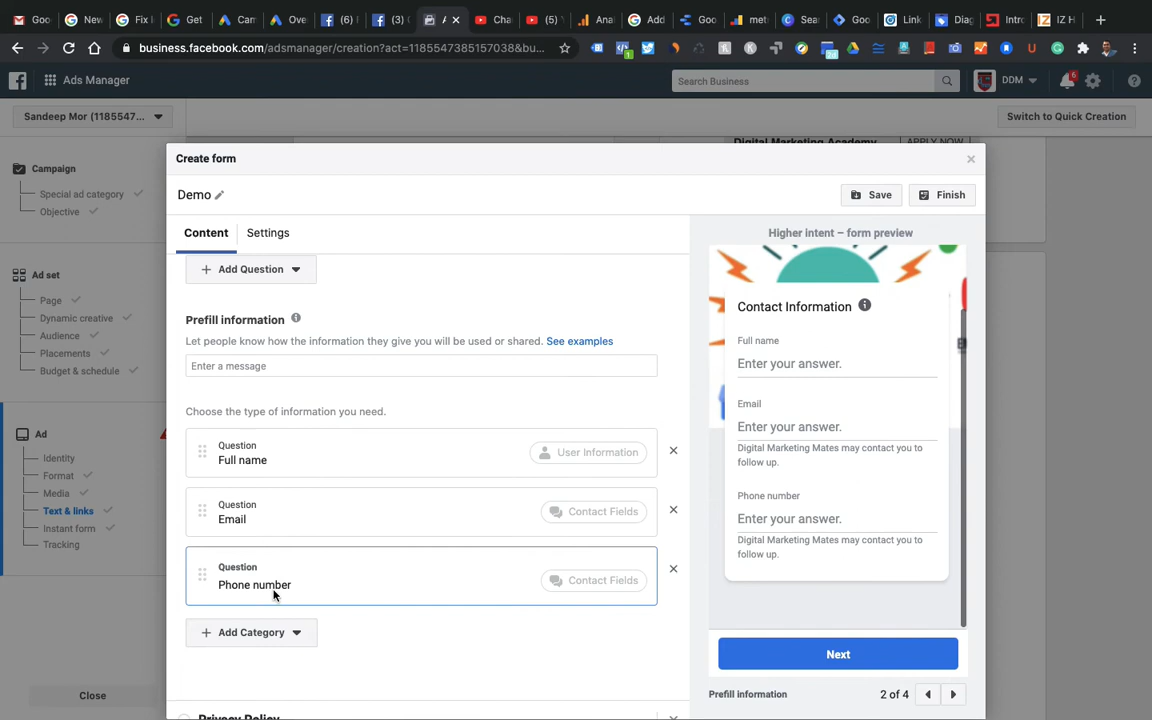 Goo
New
Fix i
Get
Can
Ove
(6) I
(3) (
A
Cha
(5) Y
Ana
Add
Goo
met
Sea
Goo
Link
Diag
Intro
IZ H
business.facebook.com/adsmanager/creation?act=1185547385157038&bu...
Ads Manager
Search Business
DDM
6
Sandeep Mor (1185547...
Switch to Quick Creation
Digital Marketing Academy
APPLY NOW
Campaign
Special ad category
Objective
Ad set
Page
Dynamic creative
Audience
Placements
Budget & schedule
Ad
Identity
Format
Media
Text & links
Instant form
Tracking
Close
Create form
Demo
Save
Finish
Content
Settings
Add Question
Prefill information
Let people know how the information they give you will be used or shared. See examples
Enter a message
Choose the type of information you need.
Question
Full name
User Information
Question
Email
Contact Fields
Question
Phone number
Contact Fields
Add Category
Privacy Policy
Higher intent – form preview
Contact Information
Full name
Enter your answer.
Email
Enter your answer.
Digital Marketing Mates may contact you to
follow up.
Phone number
Enter your answer.
Digital Marketing Mates may contact you to
follow up.
Next
Prefill information
2 of 4